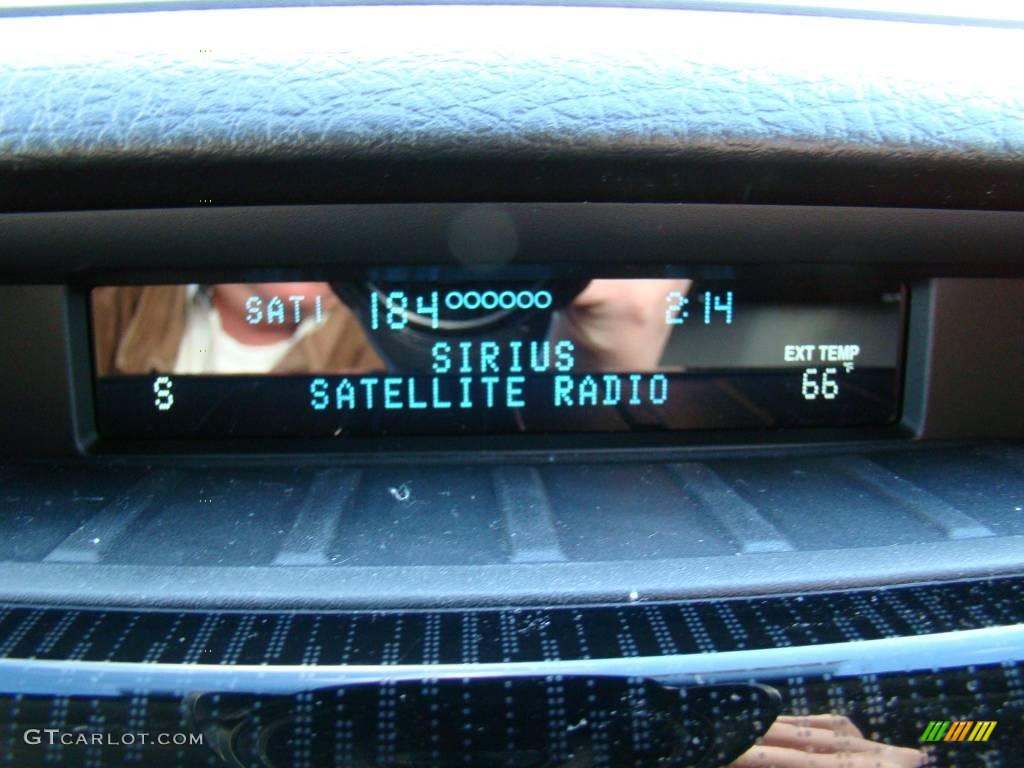 SAT1 184 2:14
SIRIUS
EXT TEMP
S SATELLITE RADIO 66°F
GTCARLOT.COM